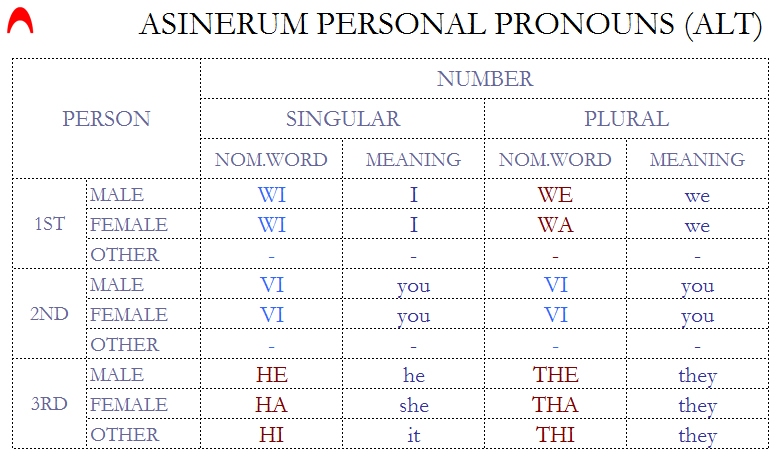 ASINERUM PERSONAL PRONOUNS (ALT)
PERSON NUMBER
SINGULAR PLURAL
NOM.WORD MEANING NOM.WORD MEANING
1ST MALE WI I WE we
FEMALE WI I WA we
OTHER - - - -
2ND MALE VI you VI you
FEMALE VI you VI you
OTHER - - - -
3RD MALE HE he THE they
FEMALE HA she THA they
OTHER HI it THI they